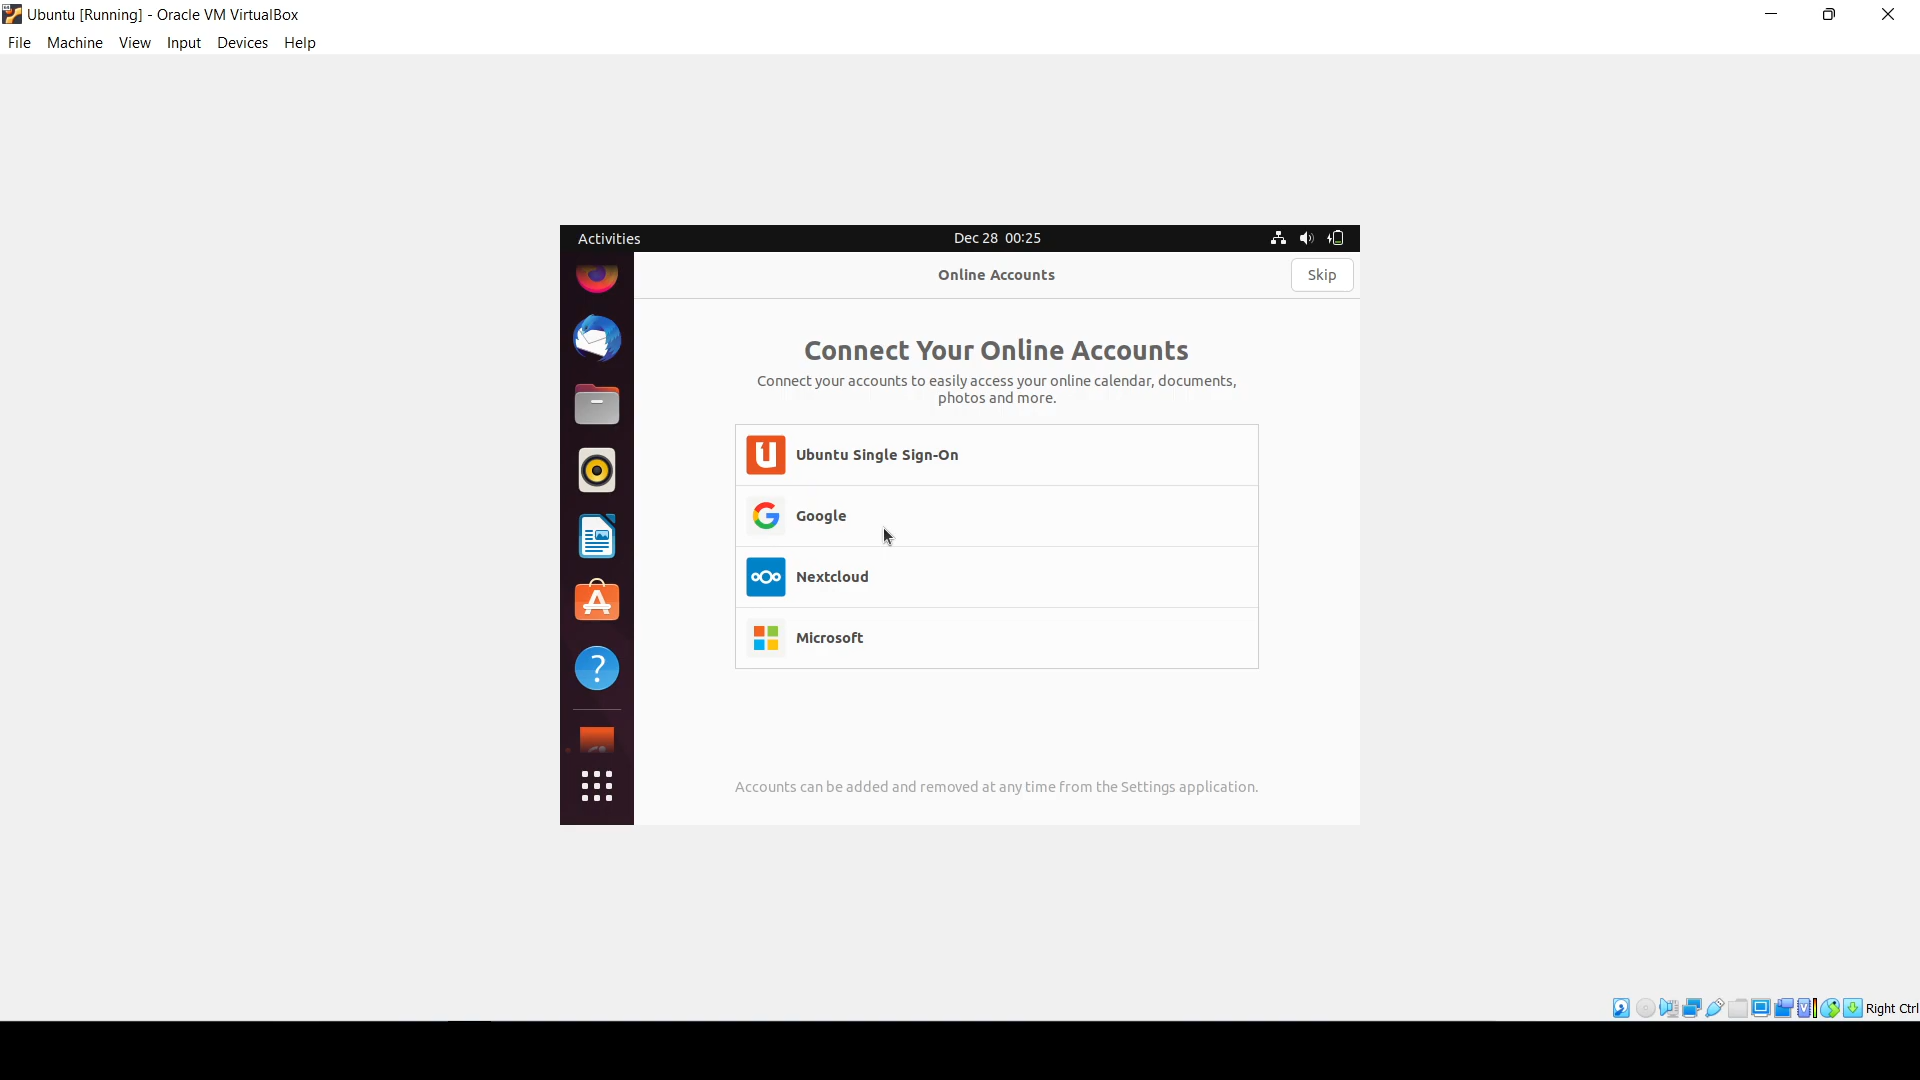 Ubuntu [Running] - Oracle VM VirtualBox
File Machine View Input Devices Help
Activities Dec 28 00:25
Online Accounts Skip
Connect Your Online Accounts
Connect your accounts to easily access your online calendar, documents,
photos and more.
Ubuntu Single Sign-On
Google
Nextcloud
Microsoft
Accounts can be added and removed at any time from the Settings application.
Right Ctrl